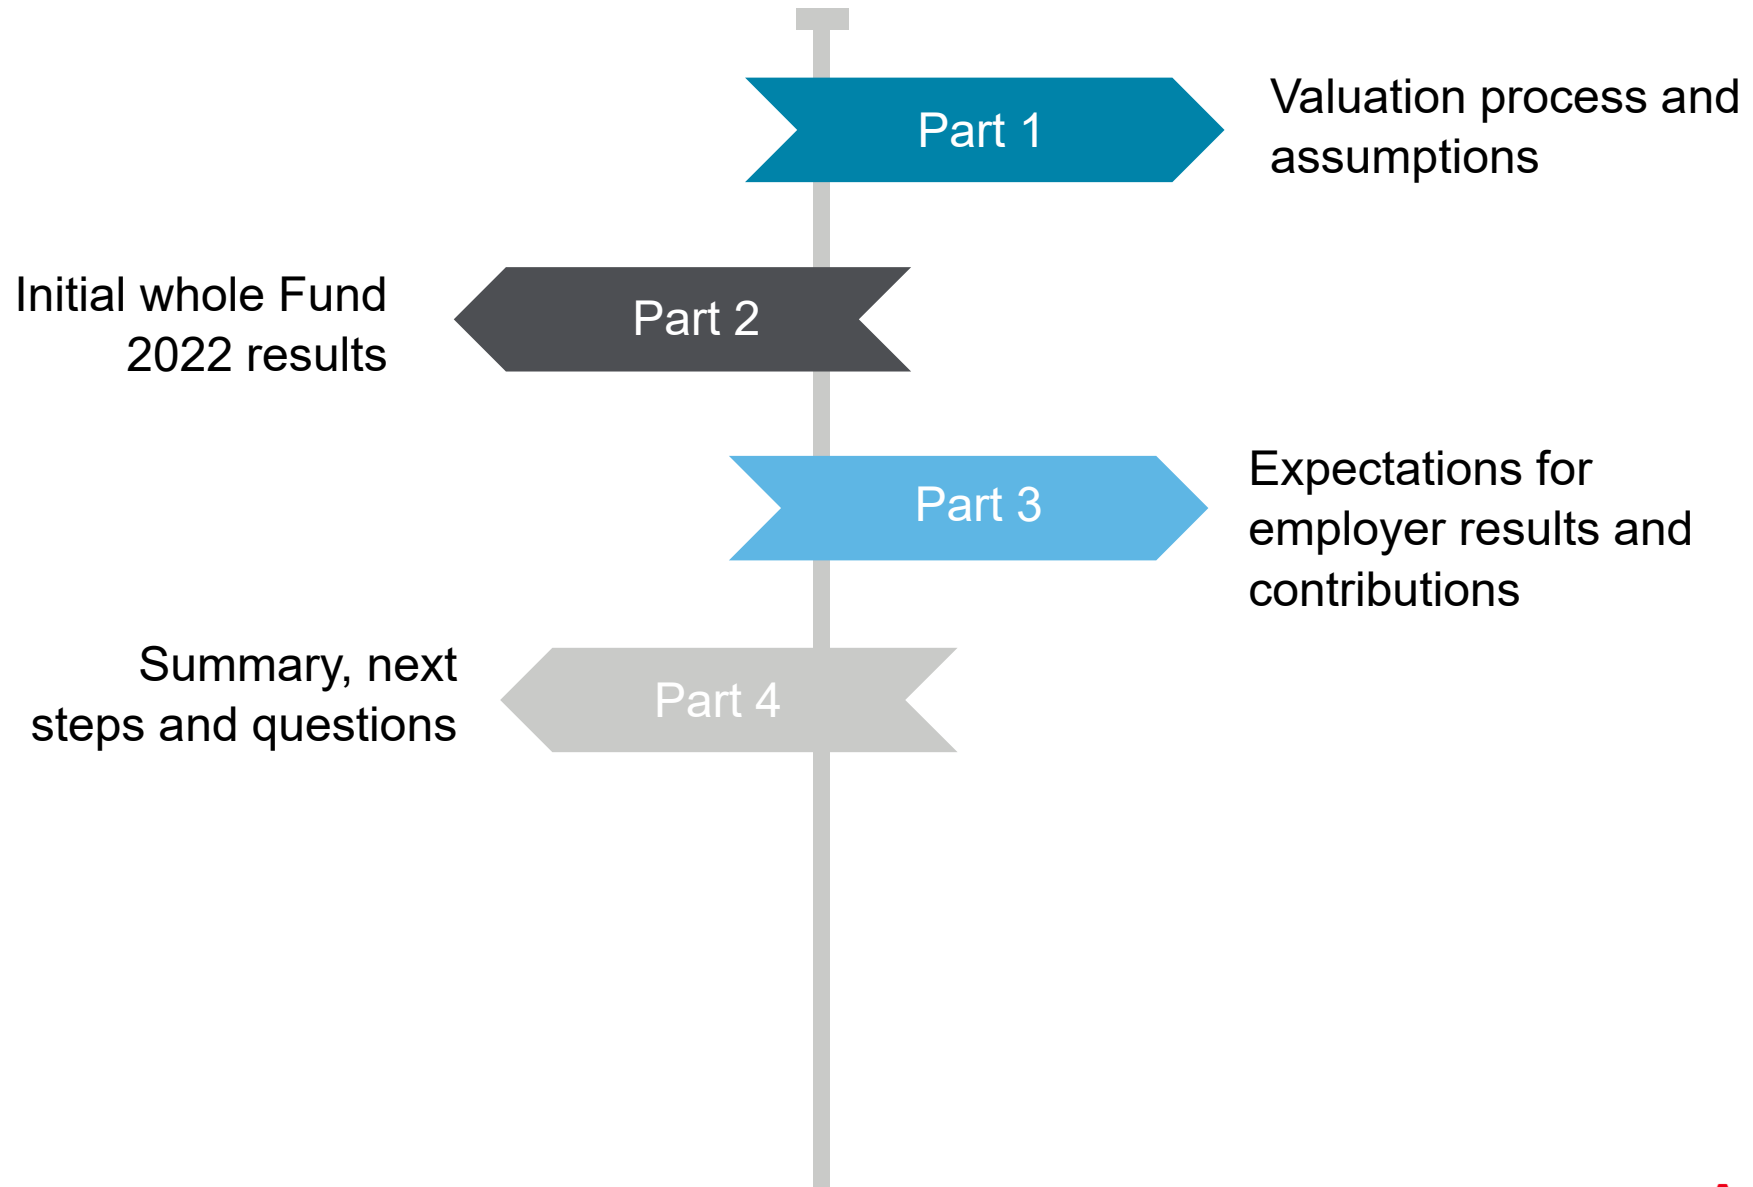 Part 1
Valuation process and
assumptions
Initial whole Fund
2022 results
Part 2
Part 3
Expectations for
employer results and
contributions
Summary, next
steps and questions
Part 4